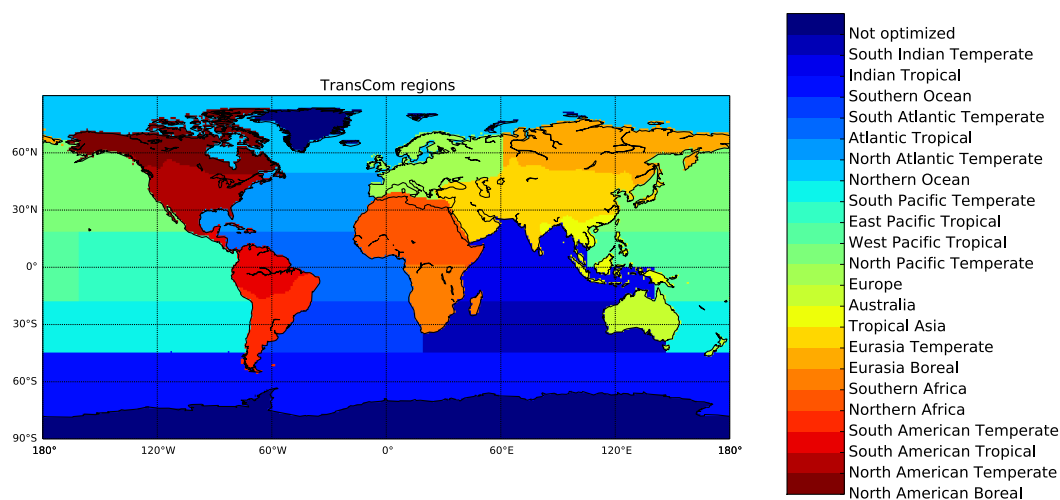 TransCom regions
60°N
30°N
0°
30°S
60°S
90°S
180°
120°W
60°W
0°
60°E
120°E
180°
Not optimized
South Indian Temperate
Indian Tropical
Southern Ocean
South Atlantic Temperate
Atlantic Tropical
North Atlantic Temperate
Northern Ocean
South Pacific Temperate
East Pacific Tropical
West Pacific Tropical
North Pacific Temperate
Europe
Australia
Tropical Asia
Eurasia Temperate
Eurasia Boreal
Southern Africa
Northern Africa
South American Temperate
South American Tropical
North American Temperate
North American Boreal